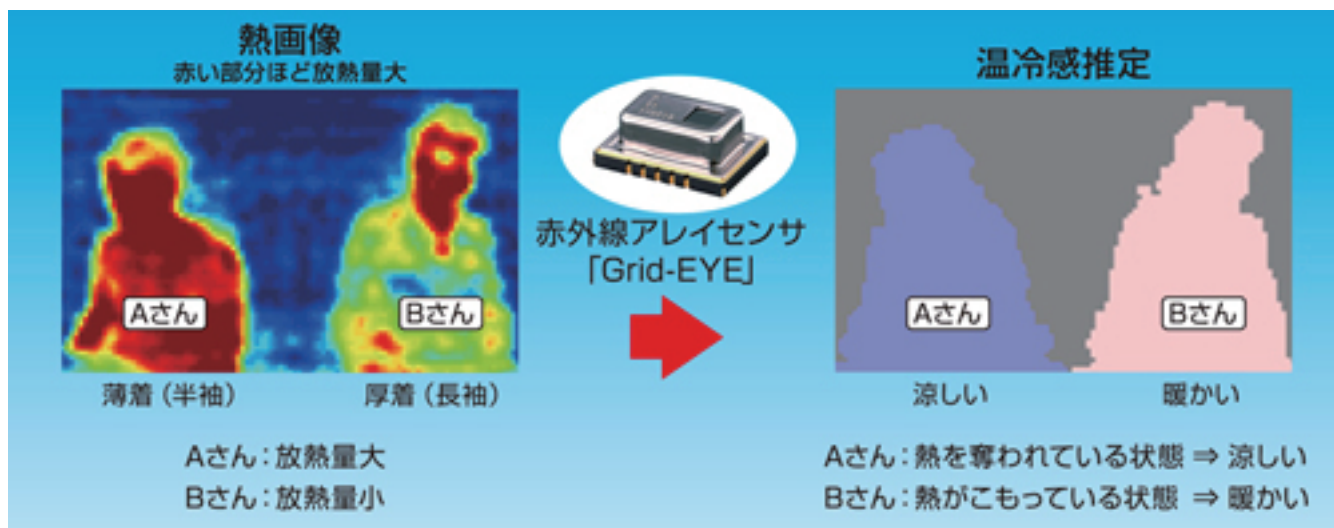 熱画像
赤い部分ほど放熱量大
Aさん
Bさん
薄着（半袖）
厚着（長袖）
Aさん：放熱量大
Bさん：放熱量小
赤外線アレイセンサ
「Grid-EYE」
温冷感推定
Aさん
Bさん
涼しい
暖かい
Aさん：熱を奪われている状態 ⇒ 涼しい
Bさん：熱がこもっている状態 ⇒ 暖かい